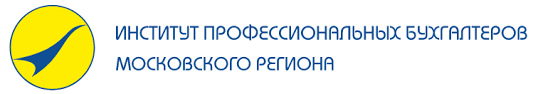 ИНСТИТУТ ПРОФЕССИОНАЛЬНЫХ БУХГАЛТЕРОВ
МОСКОВСКОГО РЕГИОНА